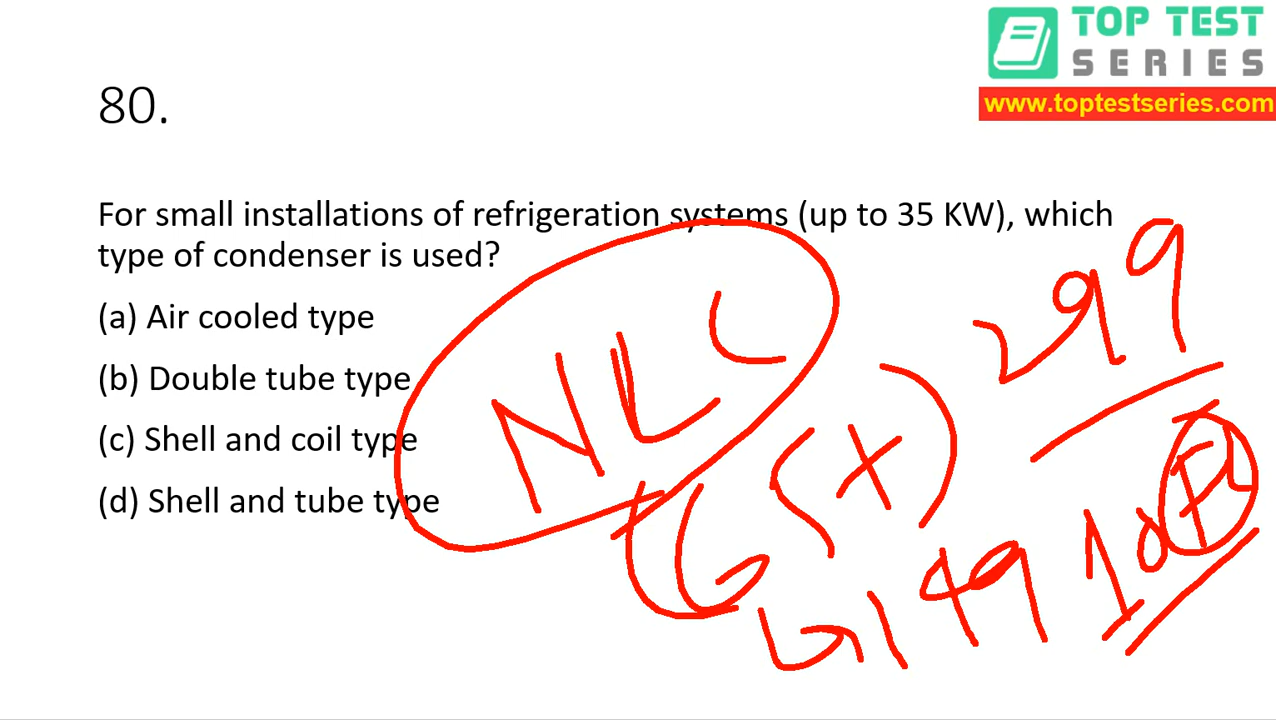 TOP TEST
SERIES
www.toptestseries.com
80.
For small installations of refrigeration systems (up to 35 KW), which
type of condenser is used?
(a) Air cooled type
(b) Double tube type
(c) Shell and coil type
(d) Shell and tube type
NLC
299
149